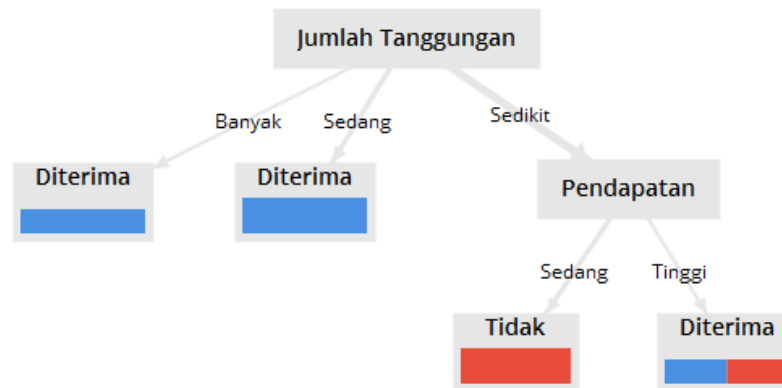 Jumlah Tanggungan
Banyak
Sedang
Sedikit
Diterima
Diterima
Pendapatan
Sedang
Tinggi
Tidak
Diterima